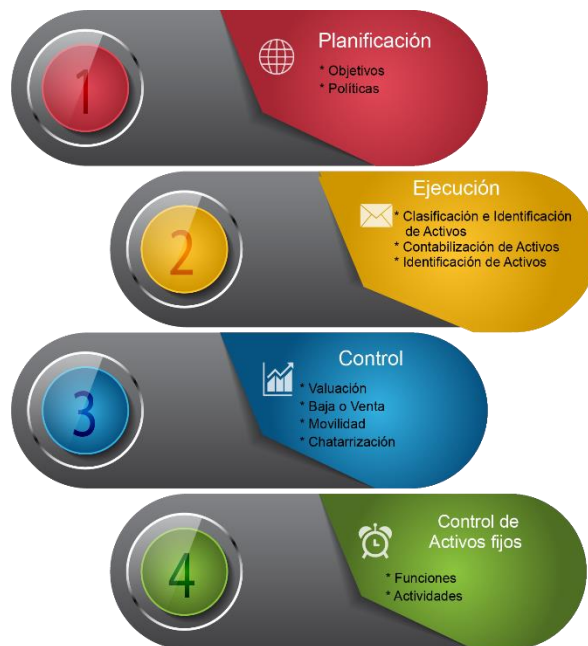 1
Planificación
* Objetivos
* Políticas
2
Ejecución
* Clasificación e Identificación
de Activos
* Contabilización de Activos
* Identificación de Activos
3
Control
* Valuación
* Baja o Venta
* Movilidad
* Chatarrización
4
Control de
Activos fijos
* Funciones
* Actividades